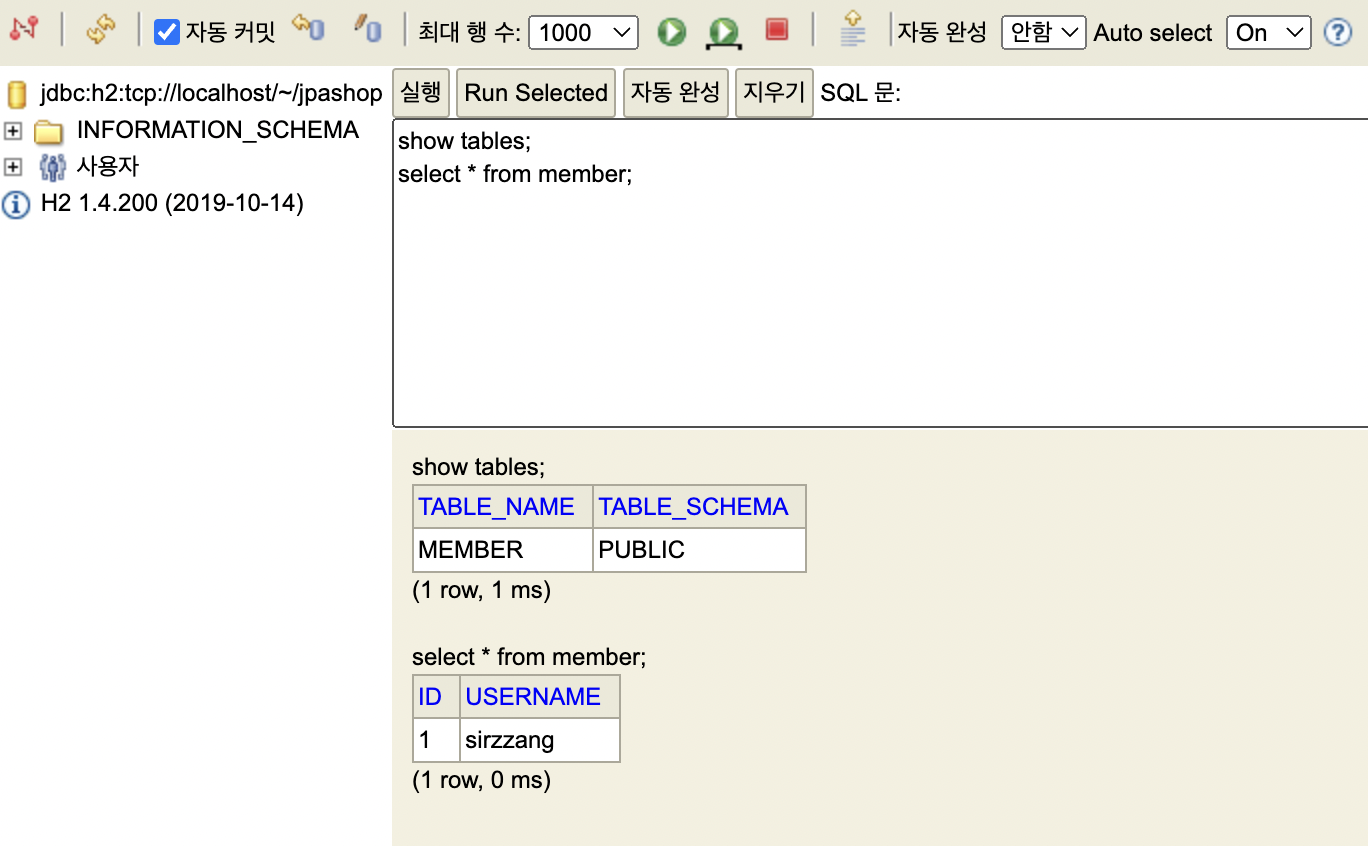 자동 커밋 최대 행 수: 1000 자동 완성 안함 Auto select On ?
jdbc:h2:tcp://localhost/~/jpashop
INFORMATION_SCHEMA
사용자
H2 1.4.200 (2019-10-14)
실행 Run Selected 자동 완성 지우기 SQL 문:
show tables;
select * from member;
show tables;
TABLE_NAME TABLE_SCHEMA
MEMBER PUBLIC
(1 row, 1 ms)
select * from member;
ID USERNAME
1 sirzzang
(1 row, 0 ms)